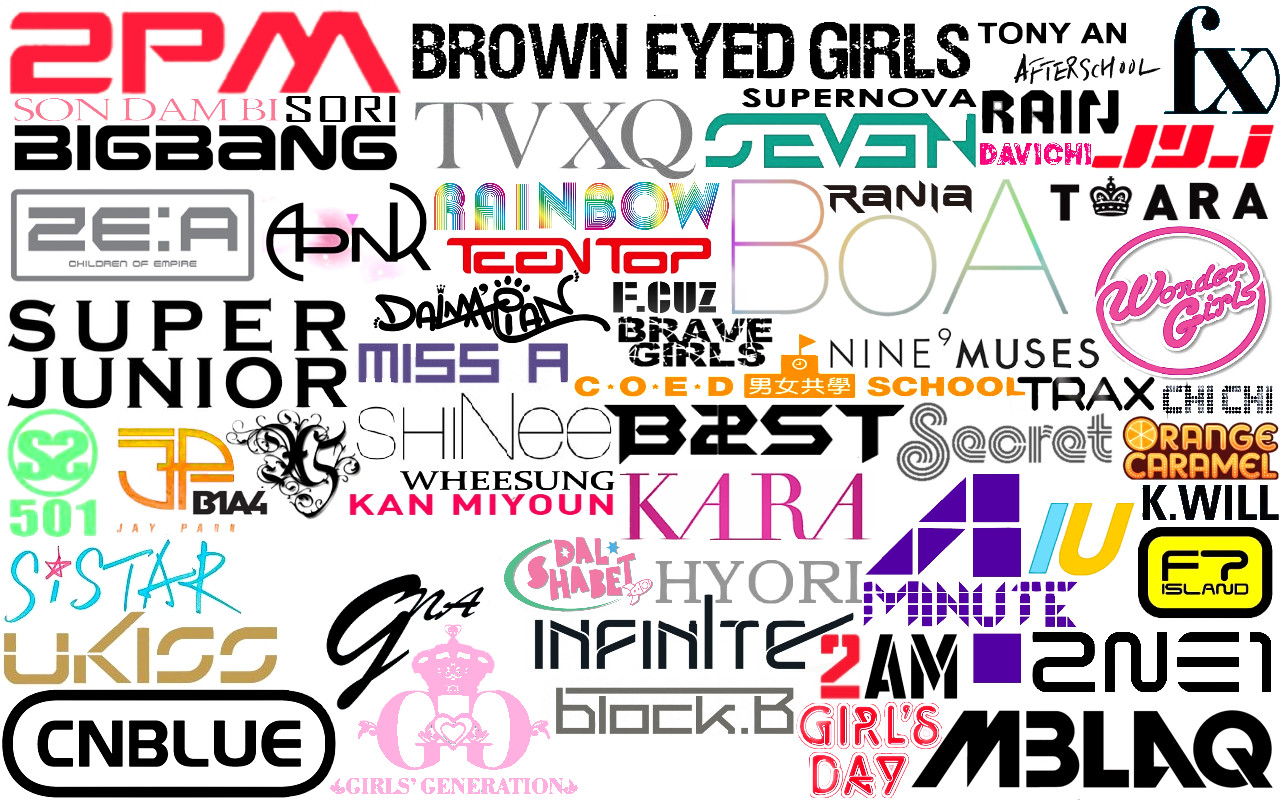 2PM
BROWN EYED GIRLS
TONY AN
AFTERSCHOOL
fx
SON DAM BI
SORI
SUPERNOVA
RAIN
BIGBANG
TVXQ
SE7EN
DAVICHI
JYJ
ZE:A
CHILDREN OF EMPIRE
APINK
RAINBOW
TEEN TOP
BoA
RANIA
T ARA
Wonder
Girls
SUPER
JUNIOR
DALMATIAN
F.CUZ
BRAVE
GIRLS
MISS A
NINE 9 MUSES
C·O·E·D 男女共學 SCHOOL
TRAX
CHI CHI
SS
501
JP
JAY PARK
B1A4
SHINee
B2ST
Secret
ORANGE
CARAMEL
WHEESUNG
KAN MIYOUN
KARA
4
MINUTE
IU
K.WILL
SISTAR
DAL
SHABET
HYORI
FT
ISLAND
UKISS
gNA
INFINITE
2AM
2NE1
CNBLUE
GG
GIRLS' GENERATION
block.B
GIRL'S
DAY
MBLAQ